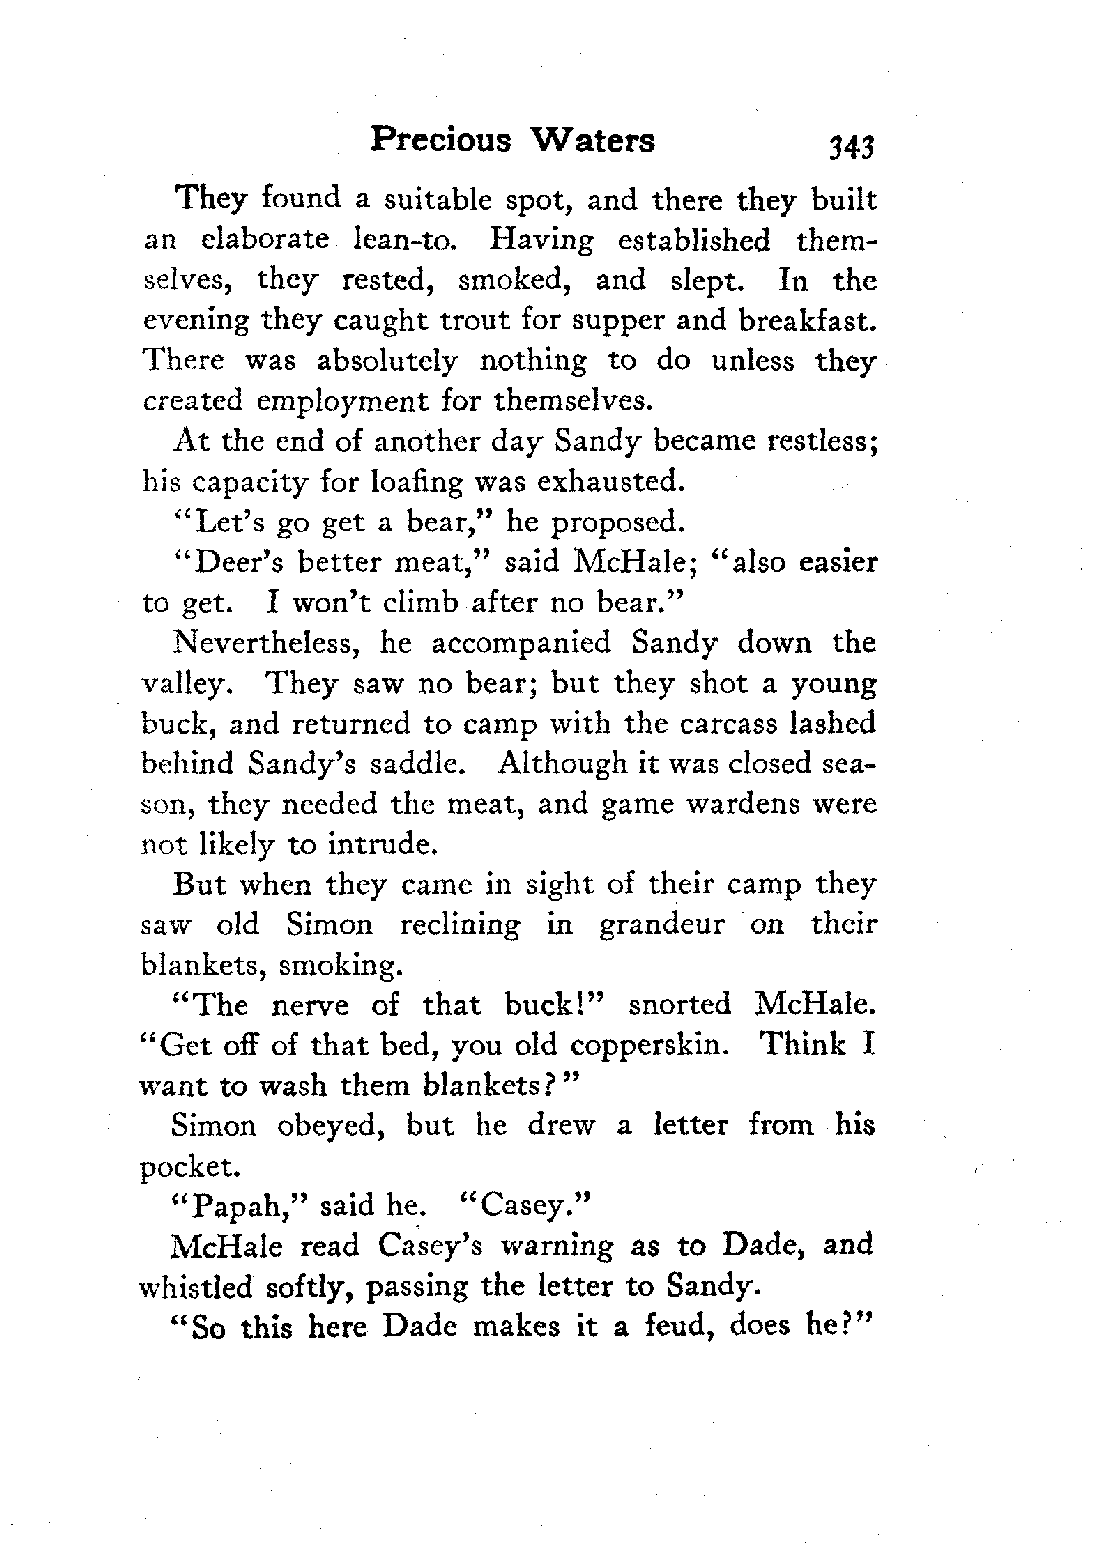 Precious Waters 343
They found a suitable spot, and there they built
an elaborate lean-to. Having established them-
selves, they rested, smoked, and slept. In the
evening they caught trout for supper and breakfast.
There was absolutely nothing to do unless they
created employment for themselves.
At the end of another day Sandy became restless;
his capacity for loafing was exhausted.
“Let’s go get a bear,” he proposed.
“Deer’s better meat,” said McHale; “also easier
to get. I won’t climb after no bear.”
Nevertheless, he accompanied Sandy down the
valley. They saw no bear; but they shot a young
buck, and returned to camp with the carcass lashed
behind Sandy’s saddle. Although it was closed sea-
son, they needed the meat, and game wardens were
not likely to intrude.
But when they came in sight of their camp they
saw old Simon reclining in grandeur on their
blankets, smoking.
“The nerve of that buck!” snorted McHale.
“Get off of that bed, you old copperskin. Think I
want to wash them blankets?”
Simon obeyed, but he drew a letter from his
pocket.
“Papah,” said he. “Casey.”
McHale read Casey’s warning as to Dade, and
whistled softly, passing the letter to Sandy.
“So this here Dade makes it a feud, does he?”